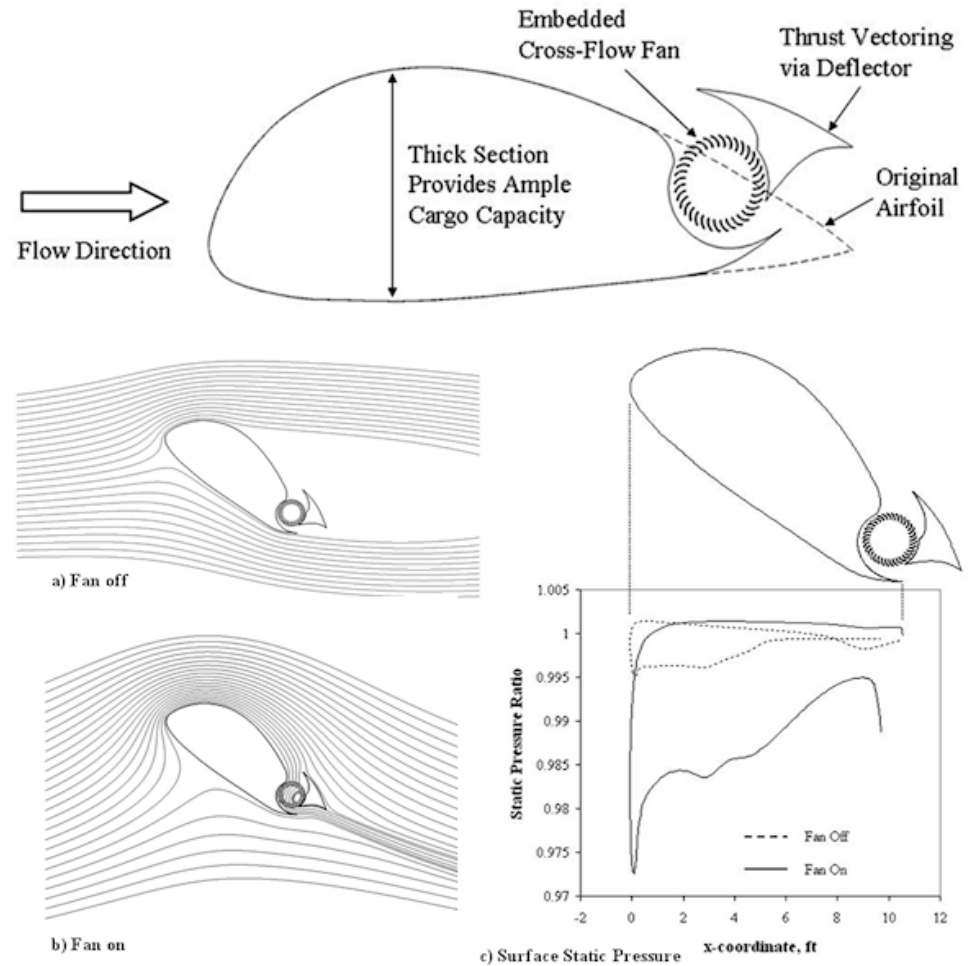 Embedded
Cross-Flow Fan
Thrust Vectoring
via Deflector
Thick Section
Provides Ample
Cargo Capacity
Original
Airfoil
Flow Direction
a) Fan off
b) Fan on
1.005
1
0.995
0.99
0.985
0.98
0.975
0.97
Static Pressure Ratio
Fan Off
Fan On
-2 0 2 4 6 8 10 12
x-coordinate, ft
c) Surface Static Pressure